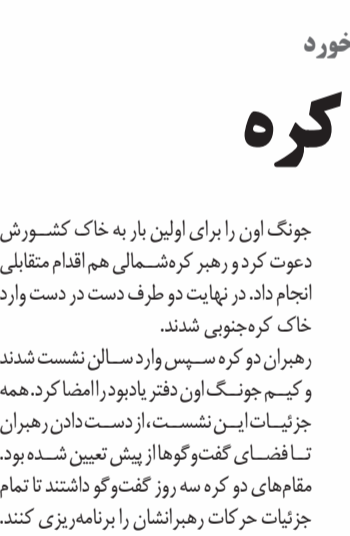 خورد
کره
جونگ اون را برای اولین بار به خاک کشورش
دعوت کرد و رهبر کره‌شمالی هم اقدام متقابلی
انجام داد. در نهایت دو طرف دست در دست وارد
خاک کره‌جنوبی شدند.
رهبران دو کره سپس وارد سالن نشست شدند
و کیم جونگ اون دفتر یادبود را امضا کرد. همه
جزئیات این نشست، از دست دادن رهبران
تا فضای گفت‌وگوها از پیش تعیین شده بود.
مقام‌های دو کره سه روز گفت‌وگو داشتند تا تمام
جزئیات حرکات رهبرانشان را برنامه‌ریزی کنند.